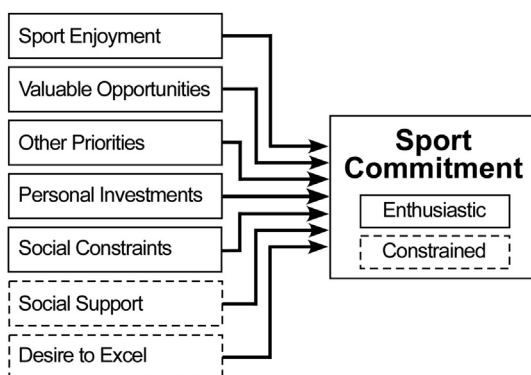 Sport Enjoyment
Valuable Opportunities
Other Priorities
Personal Investments
Social Constraints
Social Support
Desire to Excel
Sport
Commitment
Enthusiastic
Constrained